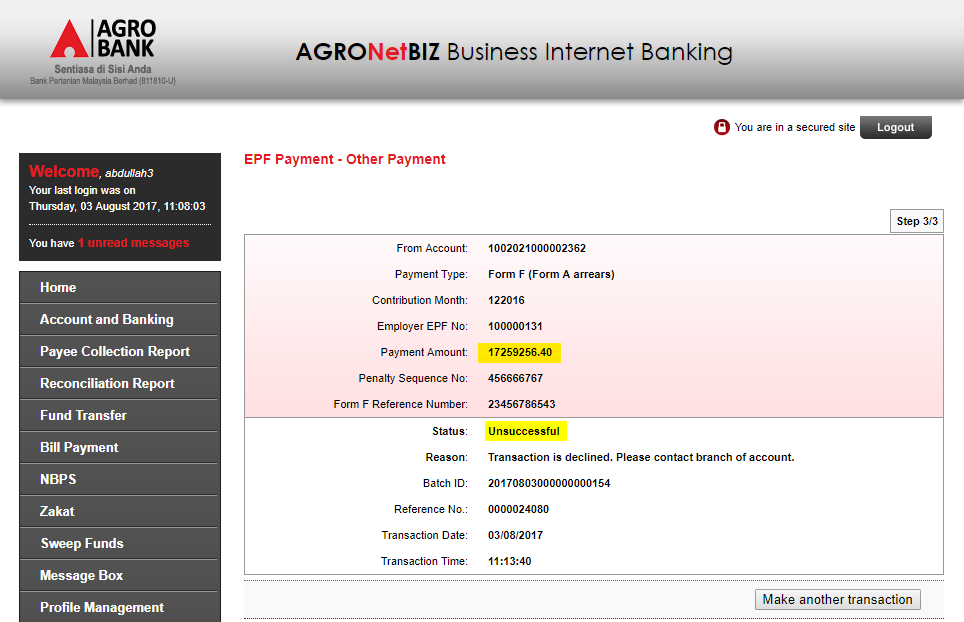 AGRO
BANK
Sentiasa di Sisi Anda
Bank Pertanian Malaysia Berhad (811810-U)
AGRONetBIZ Business Internet Banking
You are in a secured site
Logout
Welcome, abdullah3
Your last login was on
Thursday, 03 August 2017, 11:08:03
You have 1 unread messages
Home
Account and Banking
Payee Collection Report
Reconciliation Report
Fund Transfer
Bill Payment
NBPS
Zakat
Sweep Funds
Message Box
Profile Management
EPF Payment - Other Payment
Step 3/3
From Account: 1002021000002362
Payment Type: Form F (Form A arrears)
Contribution Month: 122016
Employer EPF No: 100000131
Payment Amount: 17259256.40
Penalty Sequence No: 456666767
Form F Reference Number: 23456786543
Status: Unsuccessful
Reason: Transaction is declined. Please contact branch of account.
Batch ID: 20170803000000000154
Reference No.: 0000024080
Transaction Date: 03/08/2017
Transaction Time: 11:13:40
Make another transaction